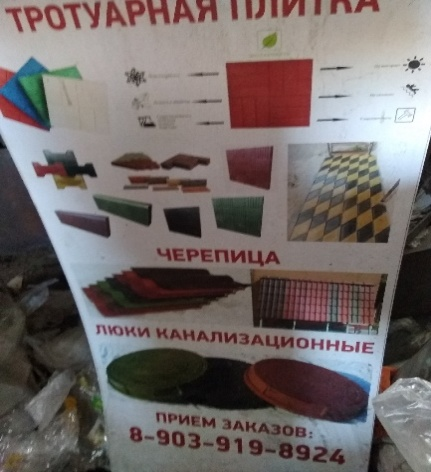 ТРОТУАРНАЯ ПЛИТКА
ЧЕРЕПИЦА
ЛЮКИ КАНАЛИЗАЦИОННЫЕ
ПРИЕМ ЗАКАЗОВ:
8-903-919-8924